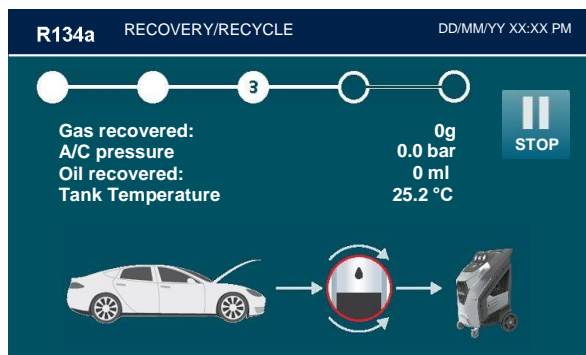 R134a RECOVERY/RECYCLE DD/MM/YY XX:XX PM
3
Gas recovered: 0g
A/C pressure 0.0 bar
Oil recovered: 0 ml
Tank Temperature 25.2 °C
STOP